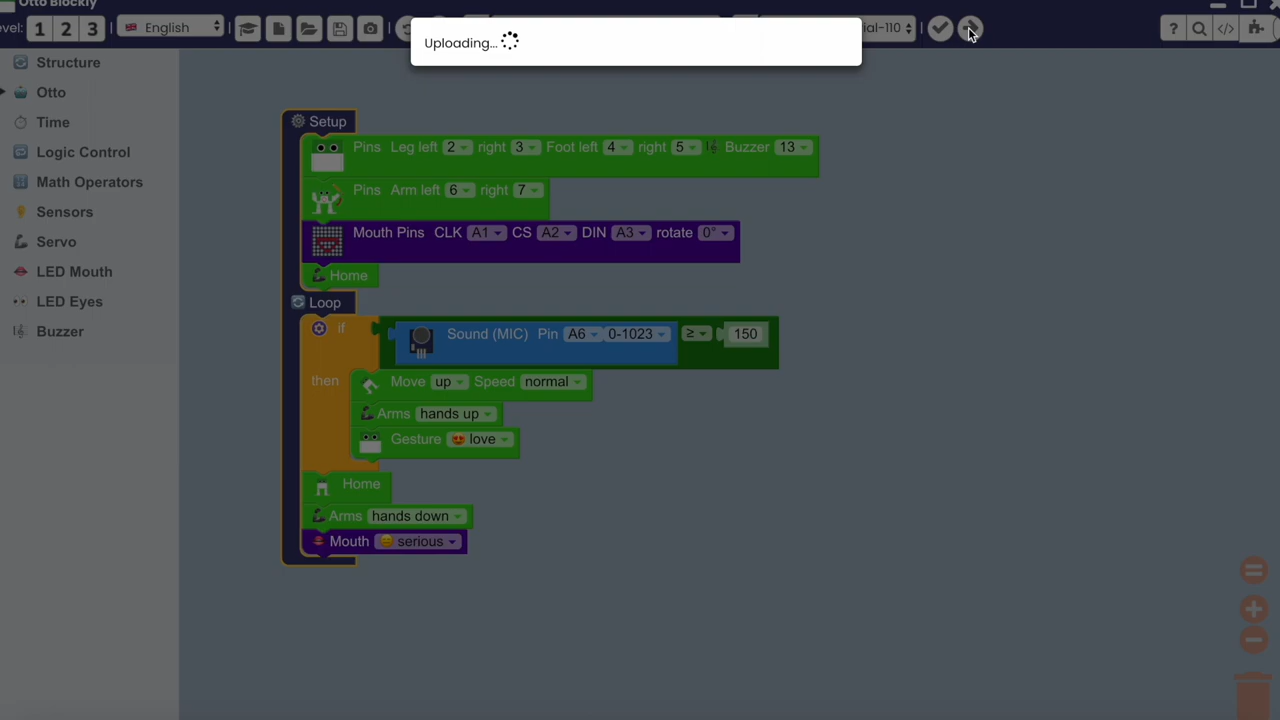 Otto Blockly
vel: 1 2 3 English ial-110 ? </>
Uploading...
Structure
Otto
Time
Logic Control
Math Operators
Sensors
Servo
LED Mouth
LED Eyes
Buzzer
Setup
Pins Leg left 2 right 3 Foot left 4 right 5 Buzzer 13
Pins Arm left 6 right 7
Mouth Pins CLK A1 CS A2 DIN A3 rotate 0°
Home
Loop
if Sound (MIC) Pin A6 0-1023 ≥ 150
then Move up Speed normal
Arms hands up
Gesture love
Home
Arms hands down
Mouth serious